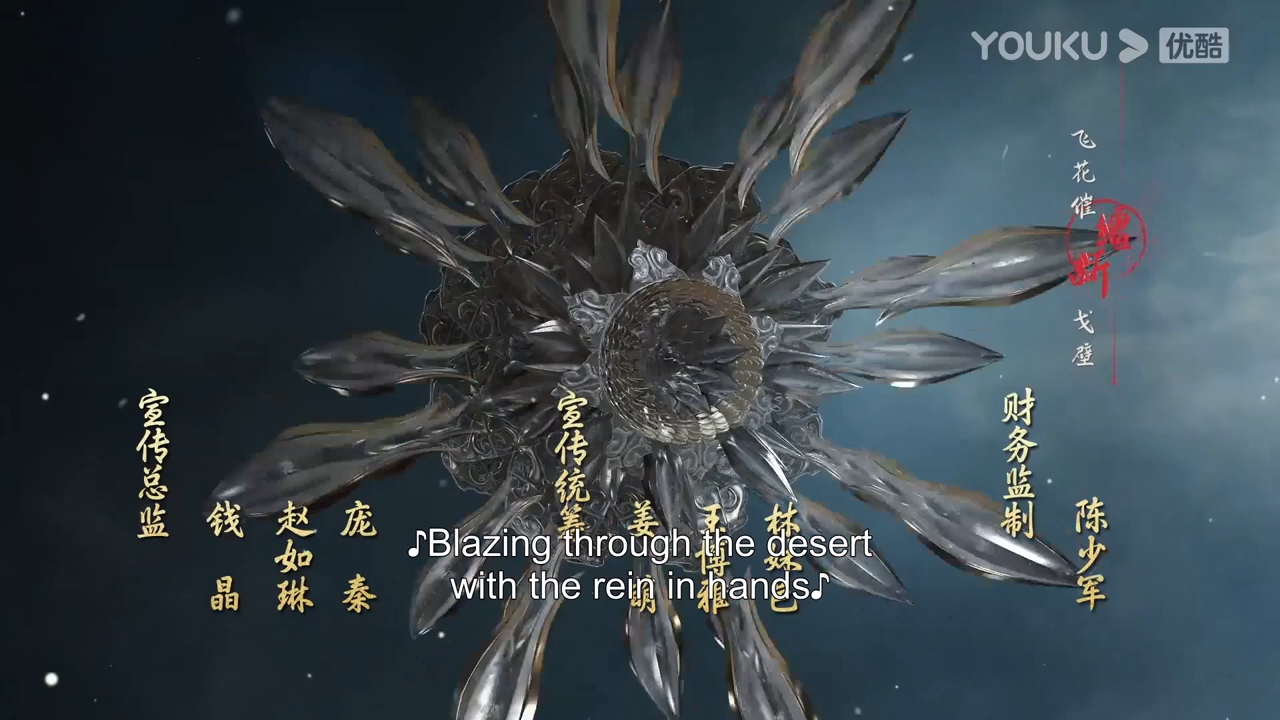 YOUKU 优酷
飞花催
断
戈壁
宣传总监
钱晶
赵如琳
庞秦
宣传统筹
姜
王博雅
林
财务监制
陈少军
♪Blazing through the desert
with the rein in hands♪